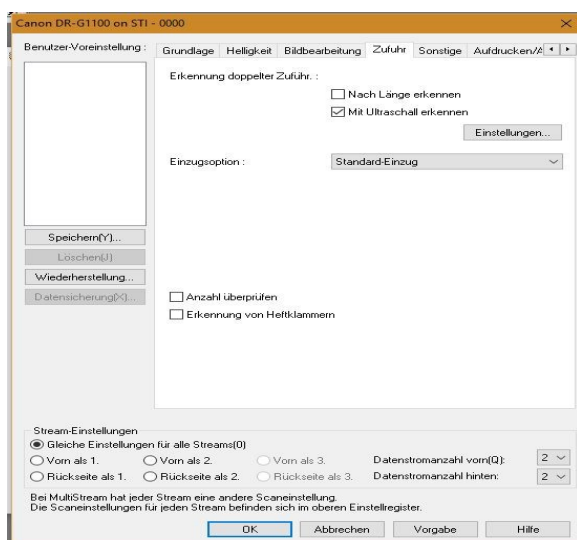 Canon DR-G1100 on STI - 0000
Benutzer-Voreinstellung :
Grundlage Helligkeit Bildbearbeitung Zufuhr Sonstige Aufdrucken/A
Erkennung doppelter Zuführ. :
Nach Länge erkennen
Mit Ultraschall erkennen
Einstellungen...
Einzugsoption :
Standard-Einzug
Speichern(Y)...
Löschen(J)
Wiederherstellung...
Datensicherung(X)...
Anzahl überprüfen
Erkennung von Heftklammern
Stream-Einstellungen
Gleiche Einstellungen für alle Streams(0)
Vorn als 1. Vorn als 2. Vorn als 3. Datenstromanzahl vorn(Q): 2
Rückseite als 1. Rückseite als 2. Rückseite als 3. Datenstromanzahl hinten: 2
Bei MultiStream hat jeder Stream eine andere Scaneinstellung.
Die Scaneinstellungen für jeden Stream befinden sich im oberen Einstellregister.
OK Abbrechen Vorgabe Hilfe